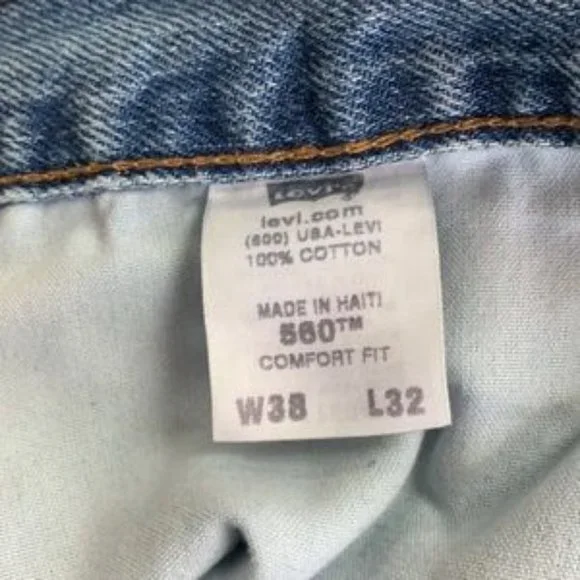 Levi's
levi.com
(800) USA-LEVI
100% COTTON
MADE IN HAITI
560™
COMFORT FIT
W38 L32